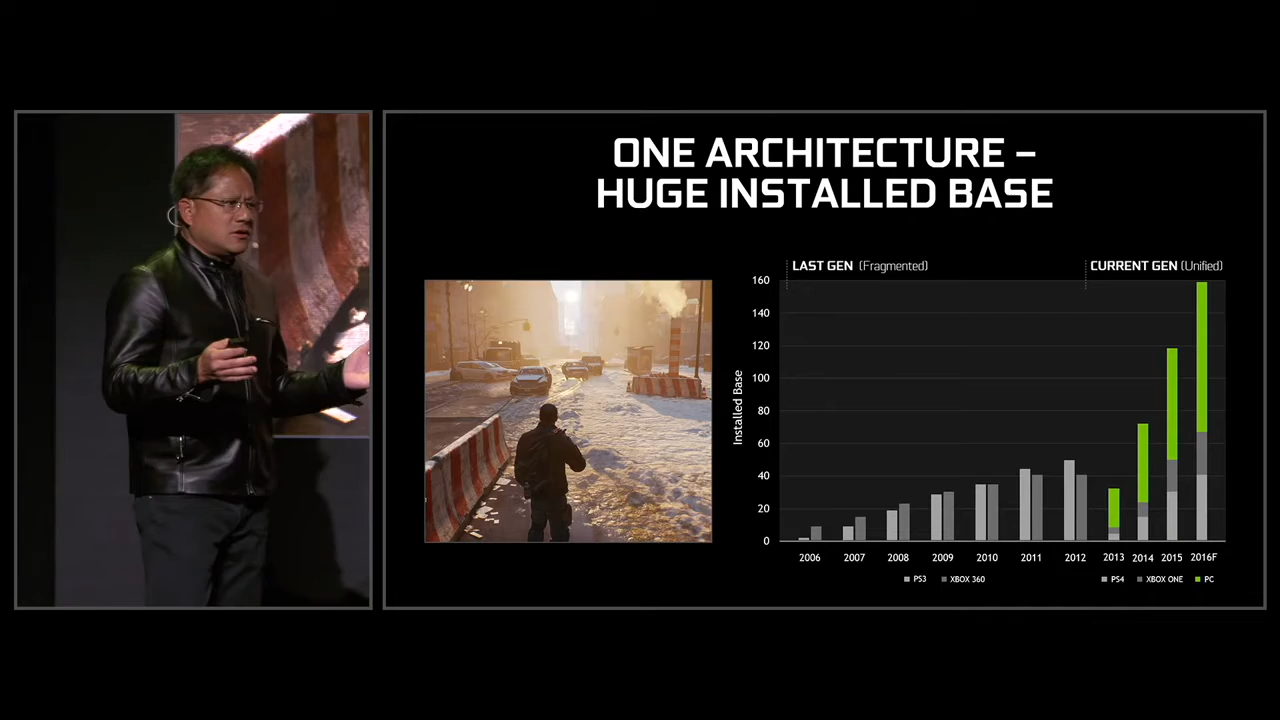 ONE ARCHITECTURE –
HUGE INSTALLED BASE
LAST GEN (Fragmented)
CURRENT GEN (Unified)
160
140
120
100
80
60
40
20
0
Installed Base
2006 2007 2008 2009 2010 2011 2012 2013 2014 2015 2016F
PS3 XBOX 360
PS4 XBOX ONE PC